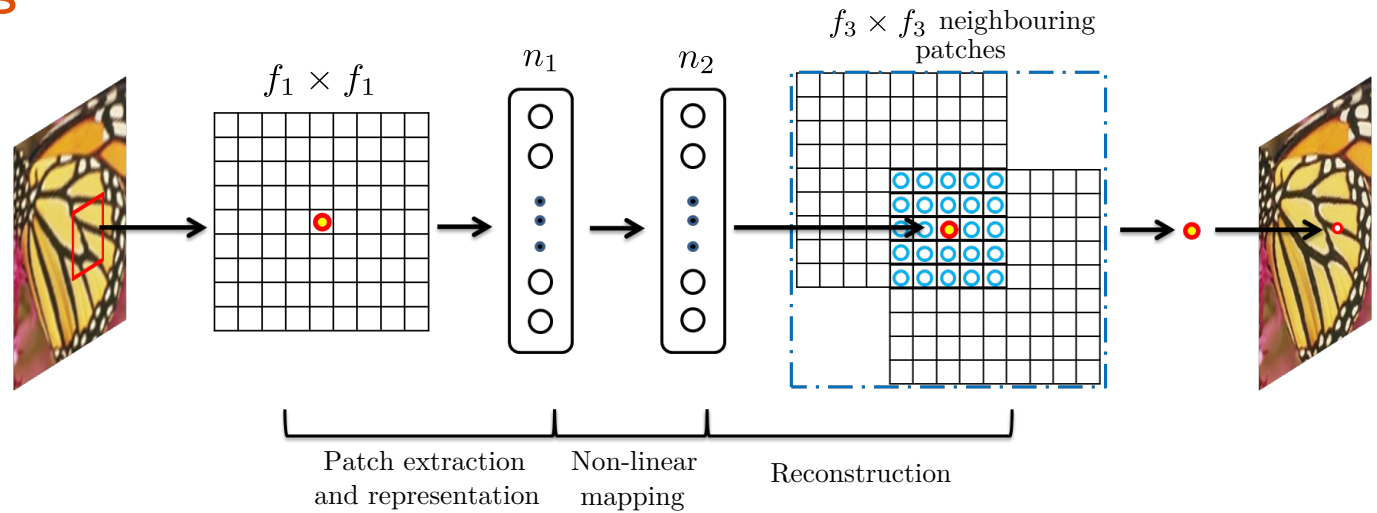 f₃ × f₃ neighbouring
patches
f₁ × f₁
n₁
n₂
Patch extraction
and representation
Non-linear
mapping
Reconstruction